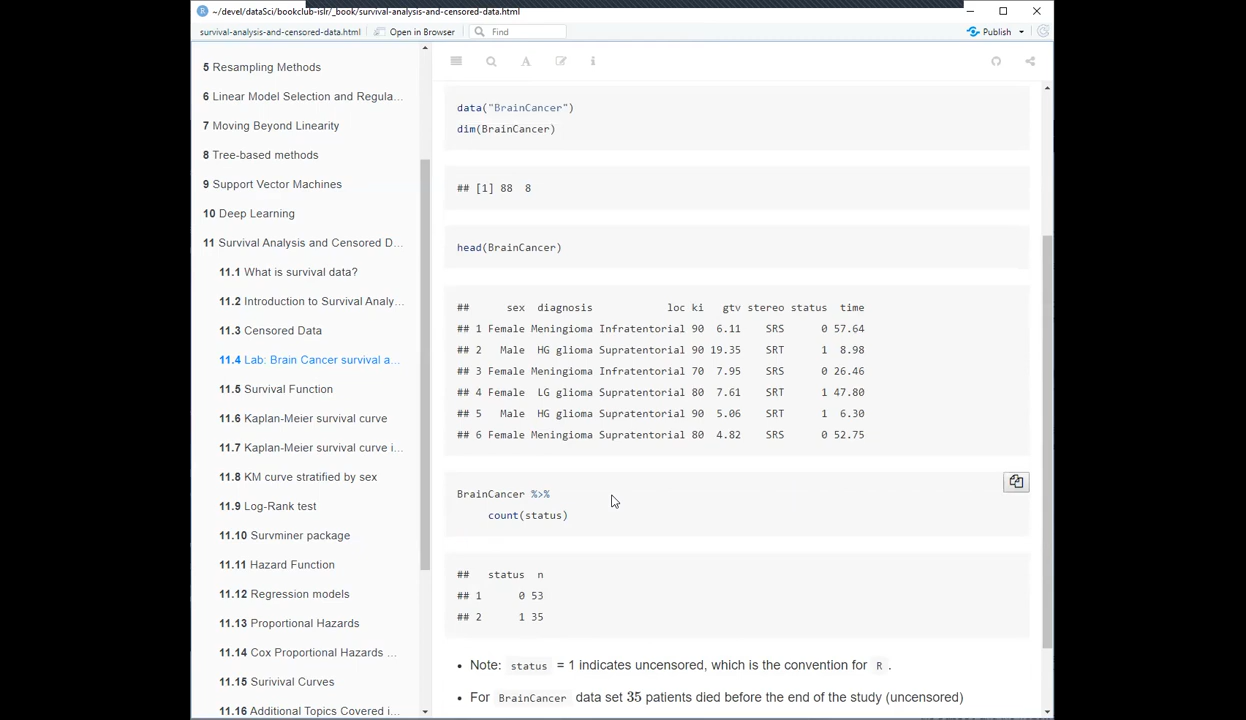 ~/devel/dataSci/bookclub-islr/_book/survival-analysis-and-censored-data.html
survival-analysis-and-censored-data.html Open in Browser Find Publish
5 Resampling Methods
6 Linear Model Selection and Regula...
7 Moving Beyond Linearity
8 Tree-based methods
9 Support Vector Machines
10 Deep Learning
11 Survival Analysis and Censored D...
11.1 What is survival data?
11.2 Introduction to Survival Analy...
11.3 Censored Data
11.4 Lab: Brain Cancer survival a...
11.5 Survival Function
11.6 Kaplan-Meier survival curve
11.7 Kaplan-Meier survival curve i...
11.8 KM curve stratified by sex
11.9 Log-Rank test
11.10 Survminer package
11.11 Hazard Function
11.12 Regression models
11.13 Proportional Hazards
11.14 Cox Proportional Hazards ...
11.15 Surivival Curves
11.16 Additional Topics Covered i...
data("BrainCancer")
dim(BrainCancer)
## [1] 88 8
head(BrainCancer)
## sex diagnosis loc ki gtv stereo status time
## 1 Female Meningioma Infratentorial 90 6.11 SRS 0 57.64
## 2 Male HG glioma Supratentorial 90 19.35 SRT 1 8.98
## 3 Female Meningioma Infratentorial 70 7.95 SRS 0 26.46
## 4 Female LG glioma Supratentorial 80 7.61 SRT 1 47.80
## 5 Male HG glioma Supratentorial 90 5.06 SRT 1 6.30
## 6 Female Meningioma Supratentorial 80 4.82 SRS 0 52.75
BrainCancer %>%
count(status)
## status n
## 1 0 53
## 2 1 35
Note: status = 1 indicates uncensored, which is the convention for R .
For BrainCancer data set 35 patients died before the end of the study (uncensored)